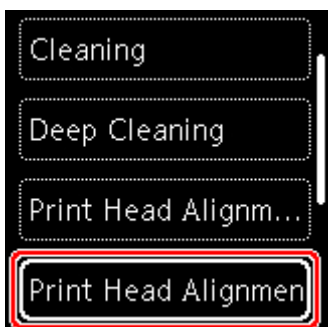 Cleaning
Deep Cleaning
Print Head Alignm...
Print Head Alignmen